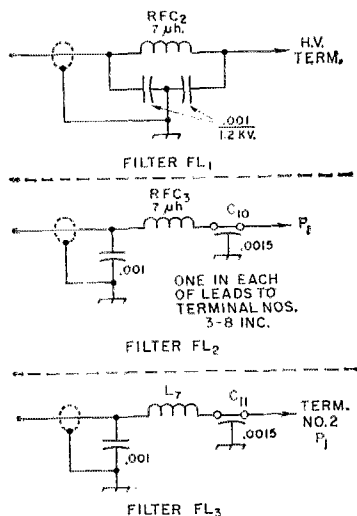 RFC2
7 μh.
H.V.
TERM.
.001
1.2 KV.
FILTER FL1
RFC3
7 μh
C10
P1
.001
.0015
ONE IN EACH
OF LEADS TO
TERMINAL NOS.
3-8 INC.
FILTER FL2
L7
C11
TERM.
NO.2
P1
.001
.0015
FILTER FL3